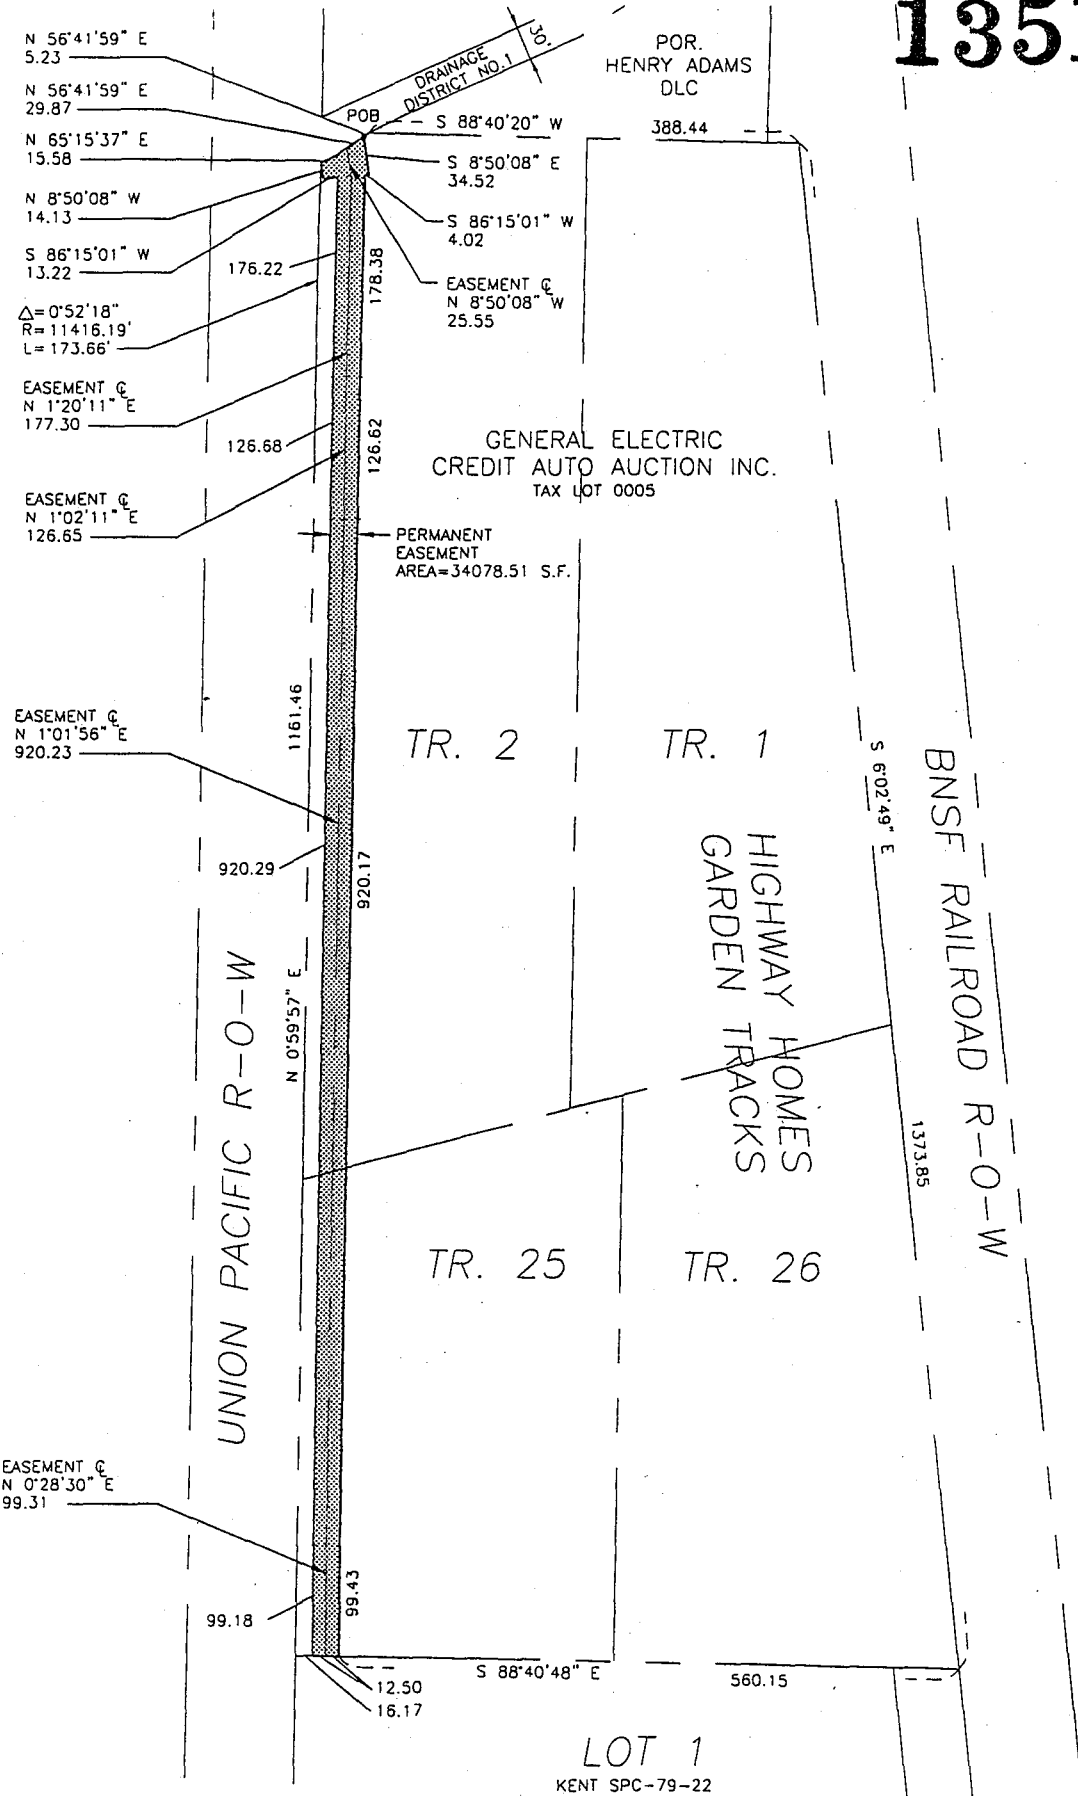 1351
N 56°41'59" E
5.23
N 56°41'59" E
29.87
N 65°15'37" E
15.58
N 8°50'08" W
14.13
S 86°15'01" W
13.22
△= 0°52'18"
R= 11416.19'
L= 173.66'
EASEMENT ℄
N 1°20'11" E
177.30
EASEMENT ℄
N 1°02'11" E
126.65
DRAINAGE
DISTRICT NO.1
30'
POB
POR.
HENRY ADAMS
DLC
S 88°40'20" W
388.44
S 8°50'08" E
34.52
S 86°15'01" W
4.02
EASEMENT ℄
N 8°50'08" W
25.55
176.22
178.38
126.68
126.62
GENERAL ELECTRIC
CREDIT AUTO AUCTION INC.
TAX LOT 0005
PERMANENT
EASEMENT
AREA=34078.51 S.F.
1161.46
EASEMENT ℄
N 1°01'56" E
920.23
TR. 2
TR. 1
S 6°02'49" E
BNSF RAILROAD R-O-W
920.29
920.17
HIGHWAY HOMES
GARDEN TRACKS
N 0°59'57" E
UNION PACIFIC R-O-W
1373.85
TR. 25
TR. 26
EASEMENT ℄
N 0°28'30" E
99.31
99.18
99.43
S 88°40'48" E
560.15
12.50
16.17
LOT 1
KENT SPC-79-22